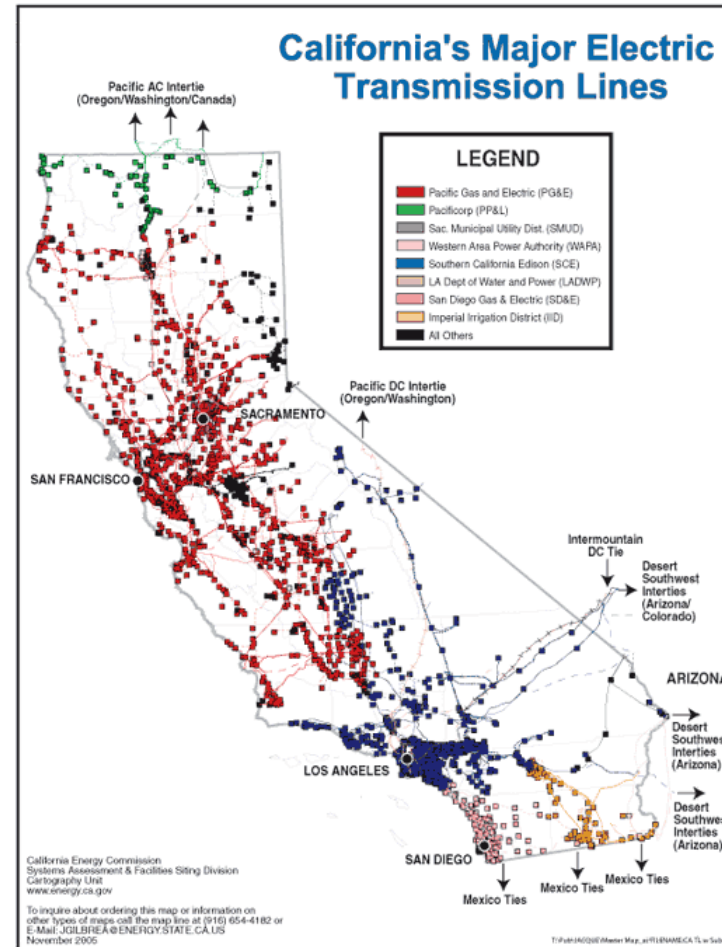 California's Major Electric
Transmission Lines
Pacific AC Intertie
(Oregon/Washington/Canada)
LEGEND
Pacific Gas and Electric (PG&E)
Pacificorp (PP&L)
Sac. Municipal Utility Dist. (SMUD)
Western Area Power Authority (WAPA)
Southern California Edison (SCE)
LA Dept of Water and Power (LADWP)
San Diego Gas & Electric (SD&E)
Imperial Irrigation District (IID)
All Others
Pacific DC Intertie
(Oregon/Washington)
SACRAMENTO
SAN FRANCISCO
Intermountain
DC Tie
Desert
Southwest
Interties
(Arizona/
Colorado)
ARIZONA
Desert
Southwest
Interties
(Arizona)
LOS ANGELES
Desert
Southwest
Interties
(Arizona)
SAN DIEGO
Mexico Ties
Mexico Ties
Mexico Ties
California Energy Commission
Systems Assessment & Facilities Siting Division
Cartography Unit
www.energy.ca.gov
To inquire about ordering this map or information on
other types of maps call the map line at (916) 654-4182 or
E-Mail: JGILBREA@ENERGY.STATE.CA.US
November 2005